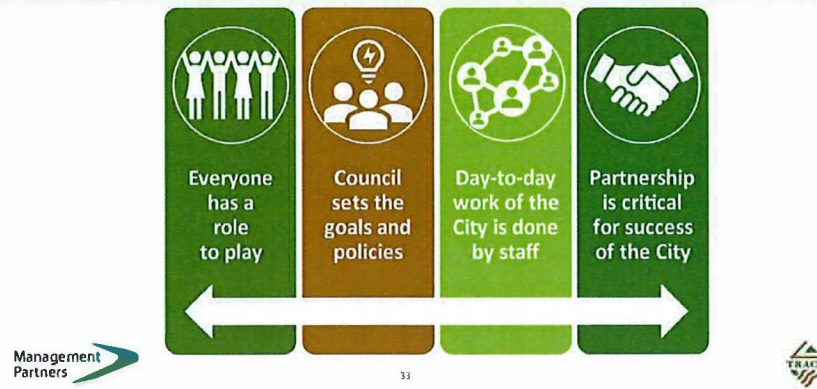 Everyone
has a
role
to play
Council
sets the
goals and
policies
Day-to-day
work of the
City is done
by staff
Partnership
is critical
for success
of the City
Management
Partners
33
TRAC